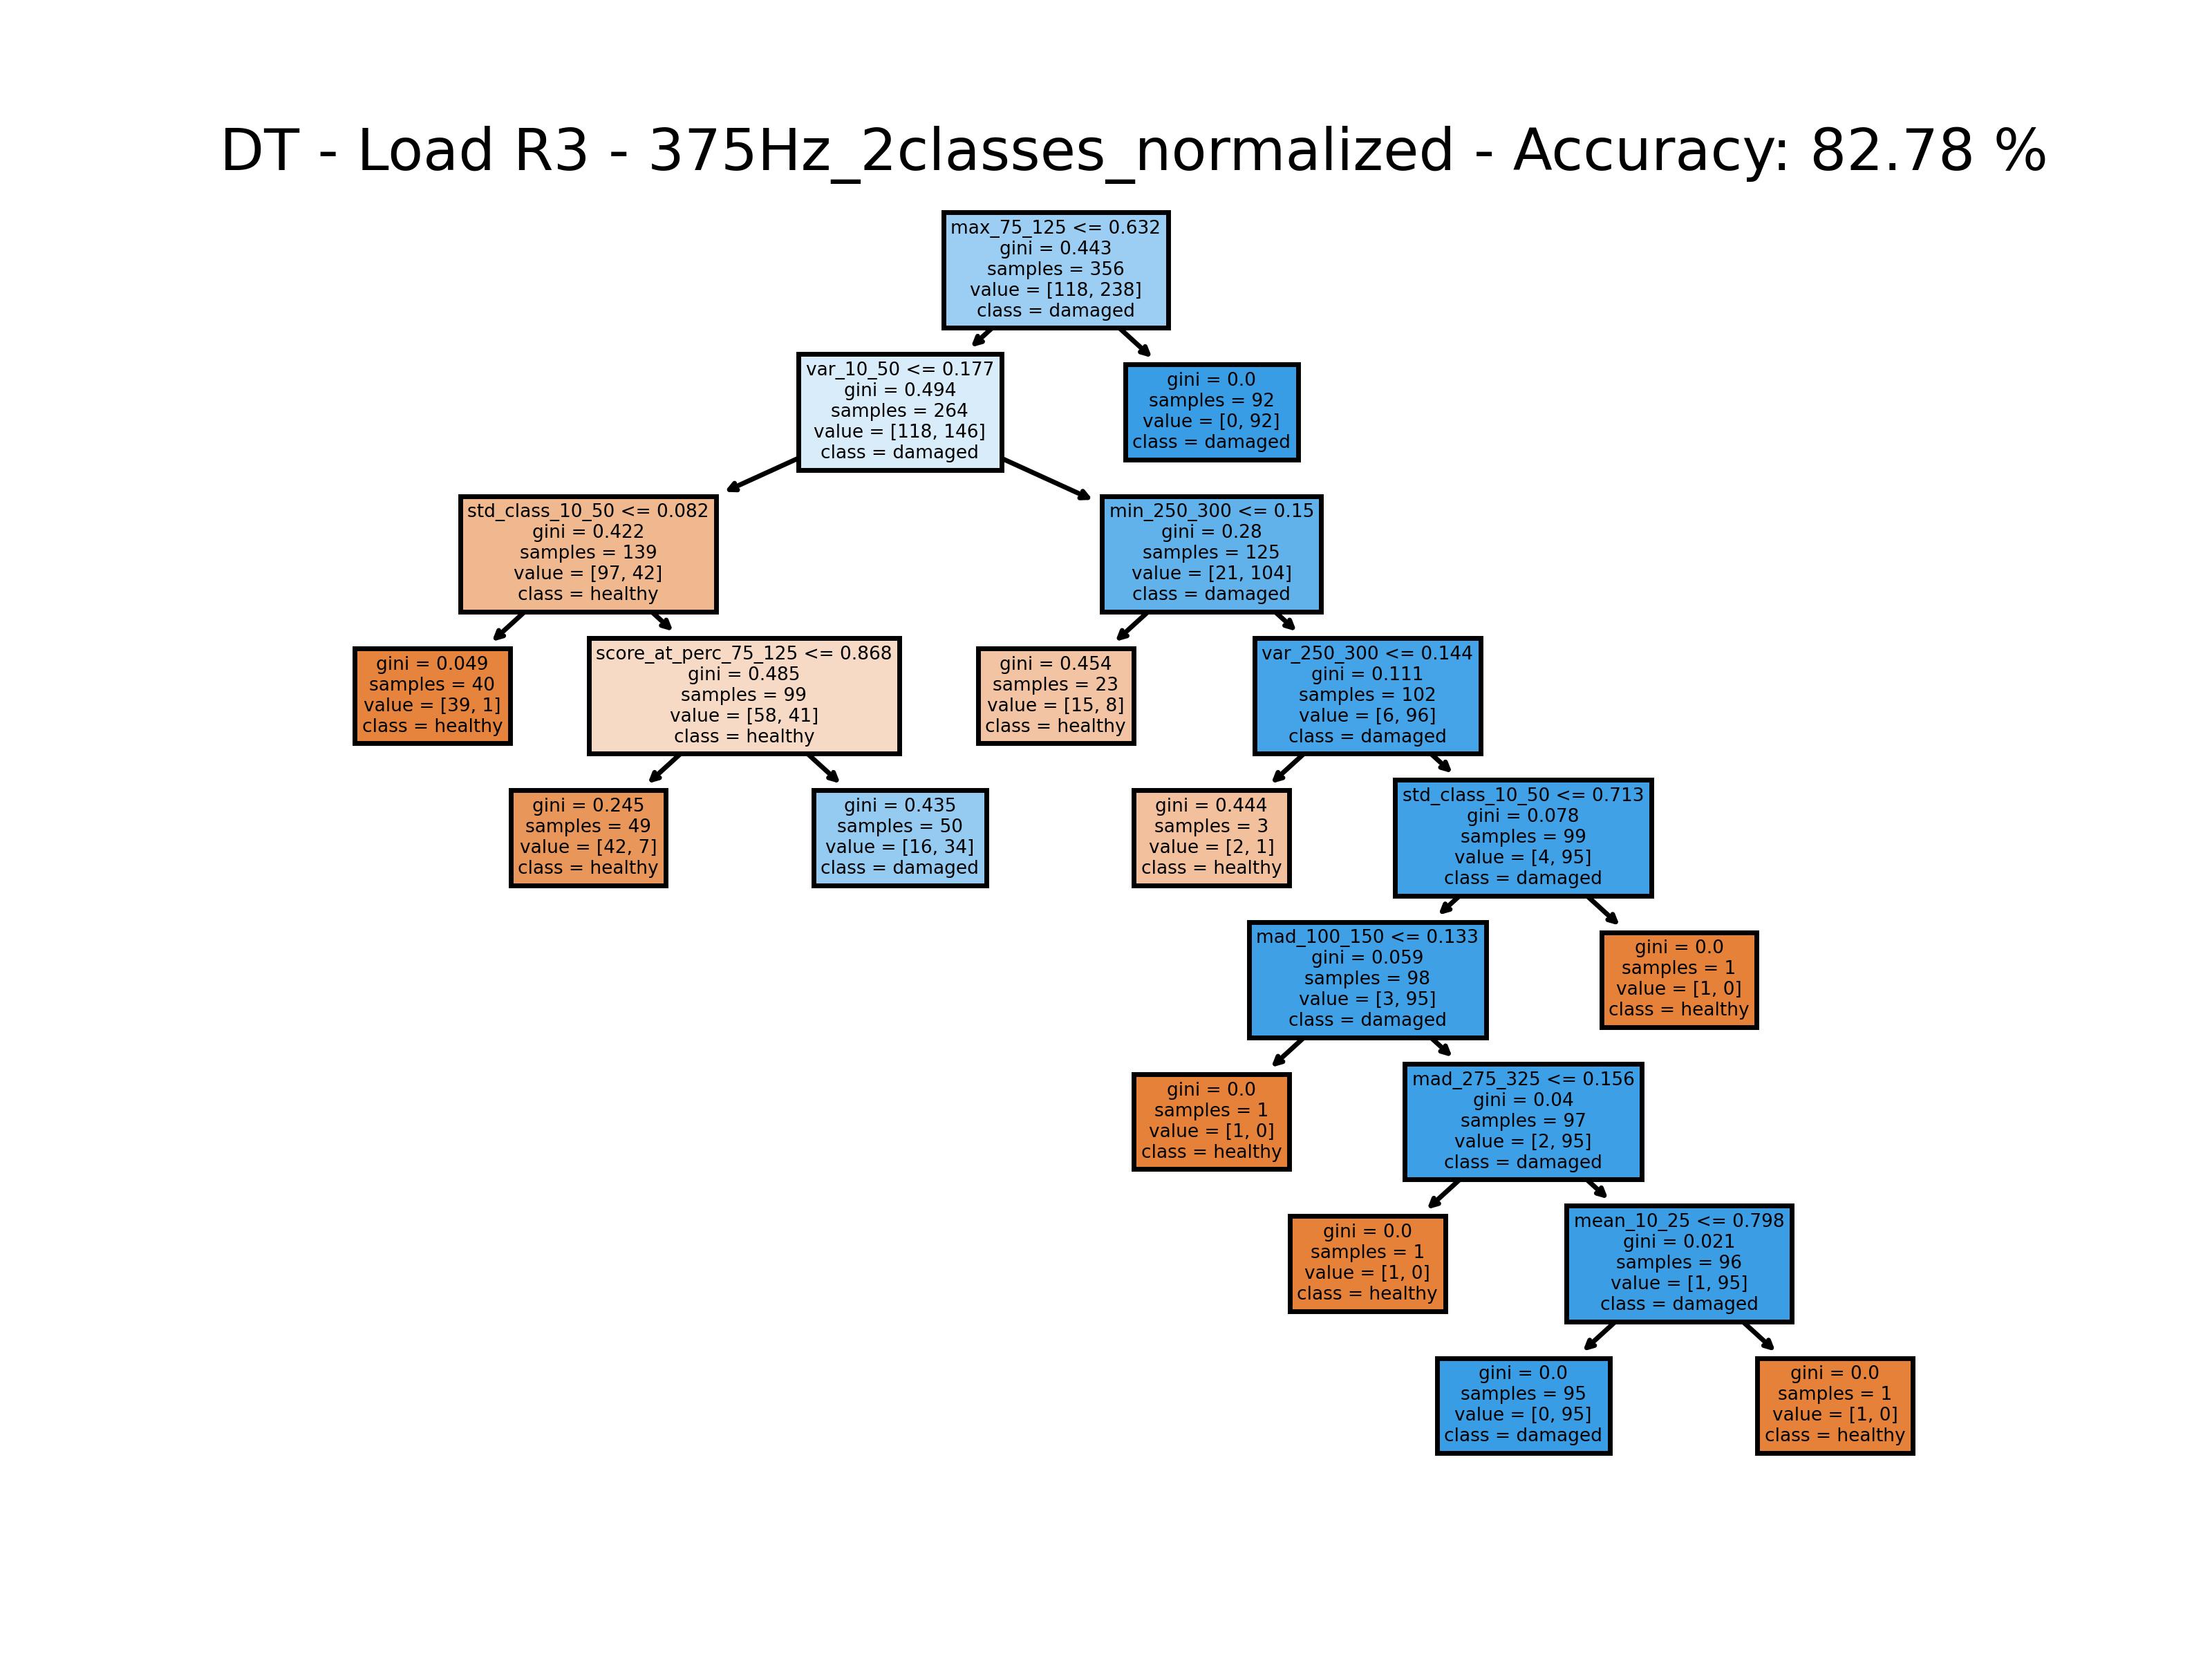 DT - Load R3 - 375Hz_2classes_normalized - Accuracy: 82.78 %
max_75_125 <= 0.632
gini = 0.443
samples = 356
value = [118, 238]
class = damaged
var_10_50 <= 0.177
gini = 0.494
samples = 264
value = [118, 146]
class = damaged
gini = 0.0
samples = 92
value = [0, 92]
class = damaged
std_class_10_50 <= 0.082
gini = 0.422
samples = 139
value = [97, 42]
class = healthy
min_250_300 <= 0.15
gini = 0.28
samples = 125
value = [21, 104]
class = damaged
gini = 0.049
samples = 40
value = [39, 1]
class = healthy
score_at_perc_75_125 <= 0.868
gini = 0.485
samples = 99
value = [58, 41]
class = healthy
gini = 0.454
samples = 23
value = [15, 8]
class = healthy
var_250_300 <= 0.144
gini = 0.111
samples = 102
value = [6, 96]
class = damaged
gini = 0.245
samples = 49
value = [42, 7]
class = healthy
gini = 0.435
samples = 50
value = [16, 34]
class = damaged
gini = 0.444
samples = 3
value = [2, 1]
class = healthy
std_class_10_50 <= 0.713
gini = 0.078
samples = 99
value = [4, 95]
class = damaged
mad_100_150 <= 0.133
gini = 0.059
samples = 98
value = [3, 95]
class = damaged
gini = 0.0
samples = 1
value = [1, 0]
class = healthy
gini = 0.0
samples = 1
value = [1, 0]
class = healthy
mad_275_325 <= 0.156
gini = 0.04
samples = 97
value = [2, 95]
class = damaged
gini = 0.0
samples = 1
value = [1, 0]
class = healthy
mean_10_25 <= 0.798
gini = 0.021
samples = 96
value = [1, 95]
class = damaged
gini = 0.0
samples = 95
value = [0, 95]
class = damaged
gini = 0.0
samples = 1
value = [1, 0]
class = healthy